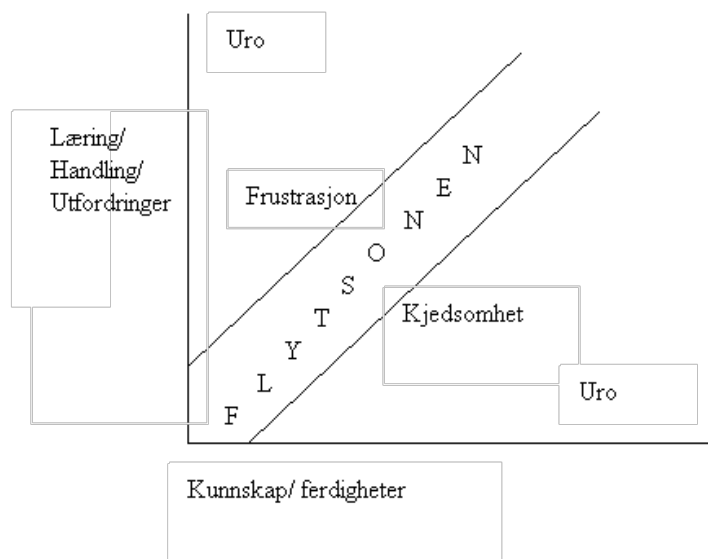 Uro
Læring/
Handling/
Utfordringer
Frustrasjon
FLYTSONEN
Kjedsomhet
Uro
Kunnskap/ ferdigheter